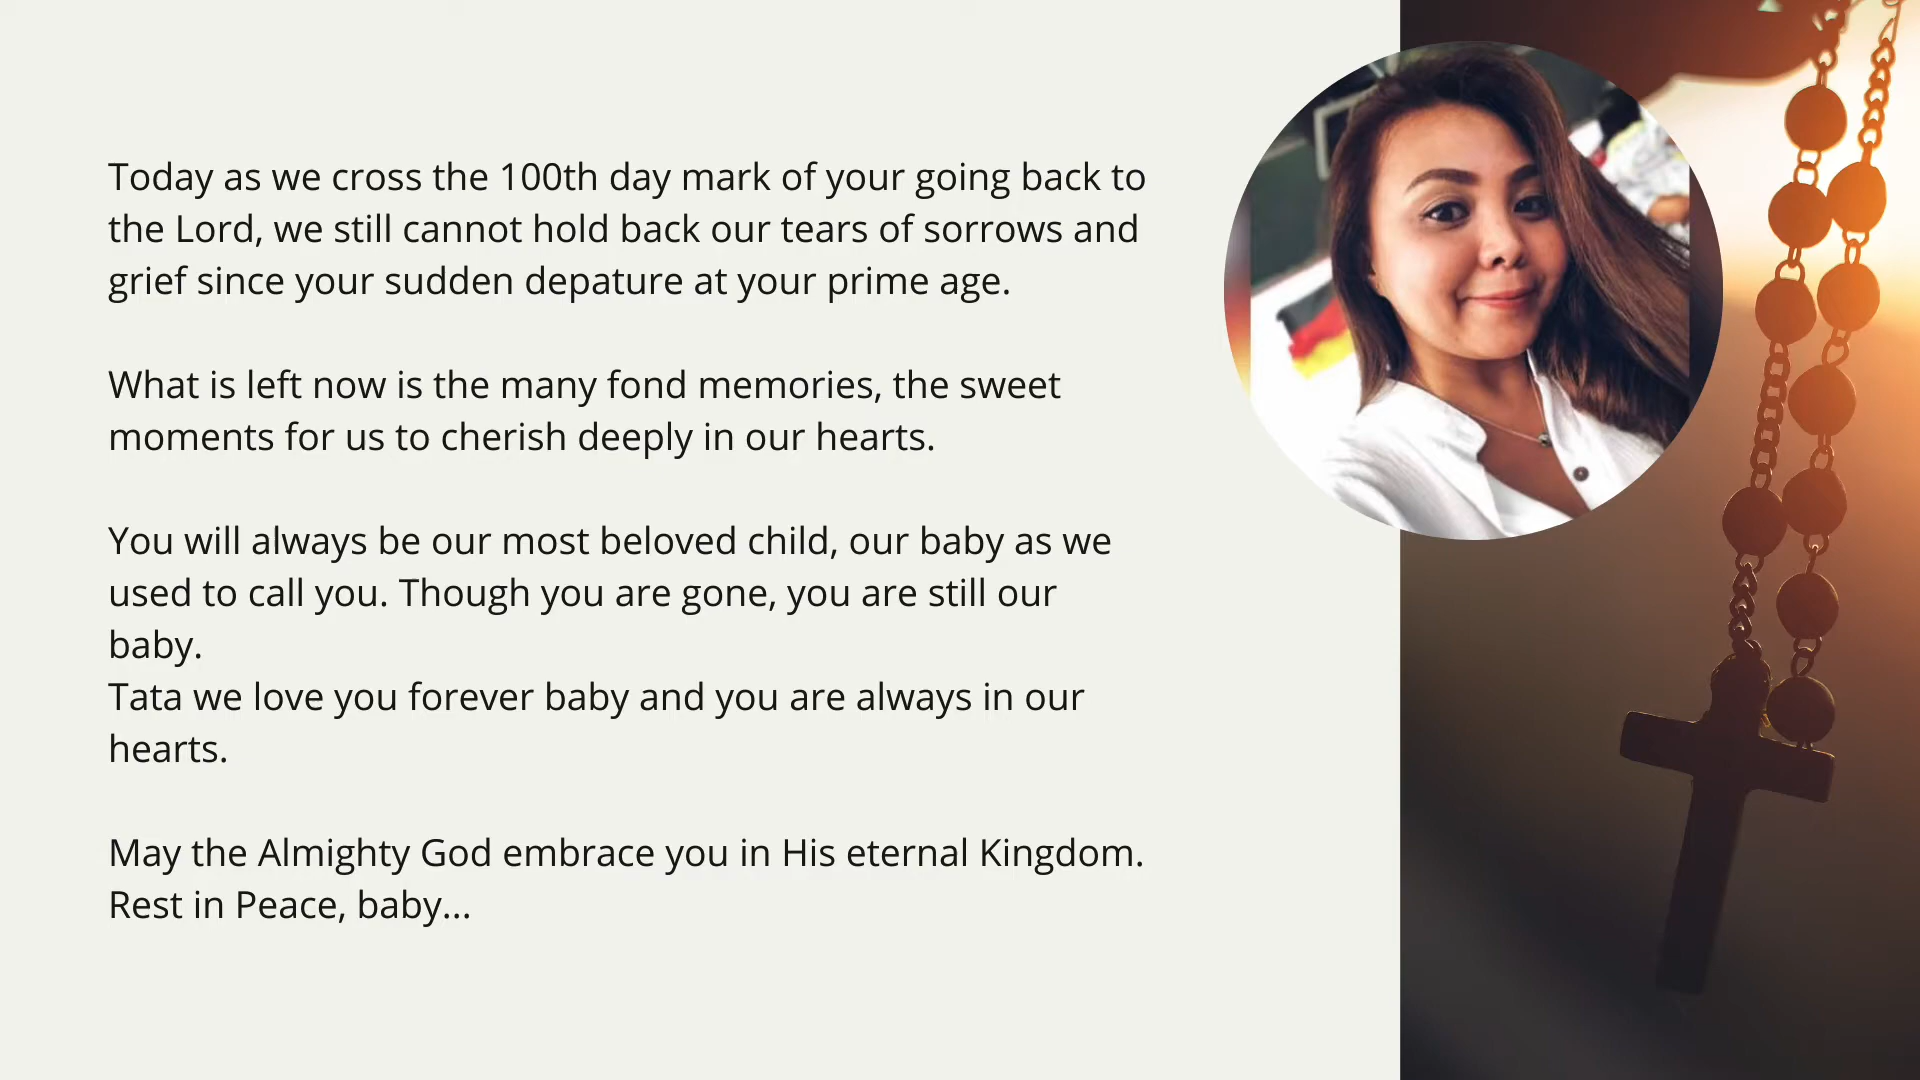 Today as we cross the 100th day mark of your going back to
the Lord, we still cannot hold back our tears of sorrows and
grief since your sudden depature at your prime age.
What is left now is the many fond memories, the sweet
moments for us to cherish deeply in our hearts.
You will always be our most beloved child, our baby as we
used to call you. Though you are gone, you are still our
baby.
Tata we love you forever baby and you are always in our
hearts.
May the Almighty God embrace you in His eternal Kingdom.
Rest in Peace, baby...